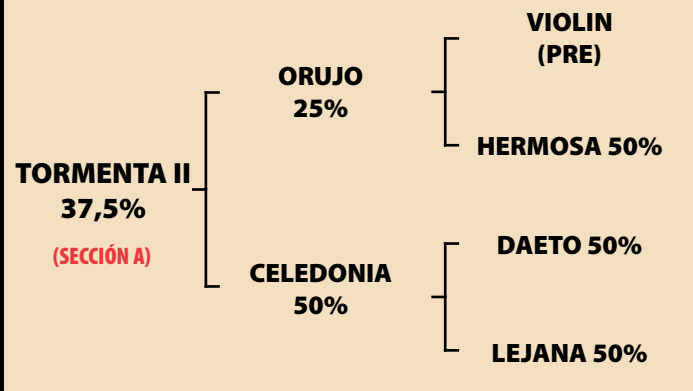 VIOLIN
(PRE)
ORUJO
25%
HERMOSA 50%
TORMENTA II
37,5%
(SECCIÓN A)
DAETO 50%
CELEDONIA
50%
LEJANA 50%